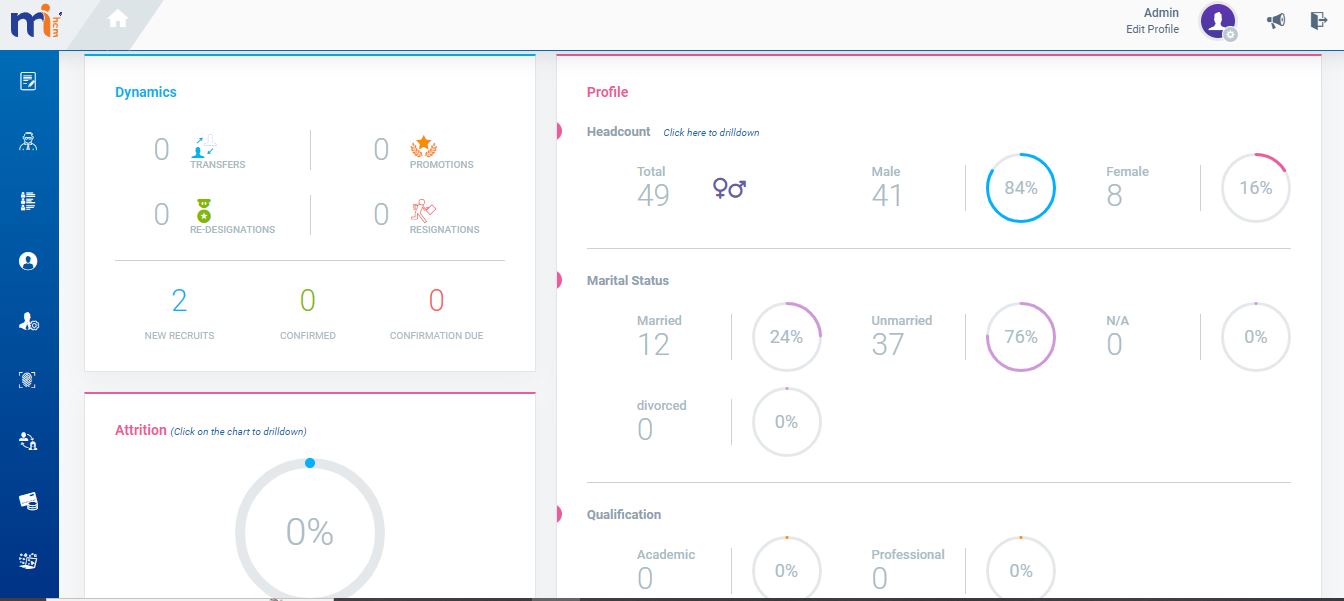 mihcm
Admin
Edit Profile
Dynamics
0 TRANSFERS
0 PROMOTIONS
0 RE-DESIGNATIONS
0 RESIGNATIONS
2 0 0
NEW RECRUITS CONFIRMED CONFIRMATION DUE
Attrition (Click on the chart to drilldown)
0%
Profile
Headcount Click here to drilldown
Total Male Female
49 41 84% 8 16%
Marital Status
Married Unmarried N/A
12 24% 37 76% 0 0%
divorced
0 0%
Qualification
Academic Professional
0 0% 0 0%